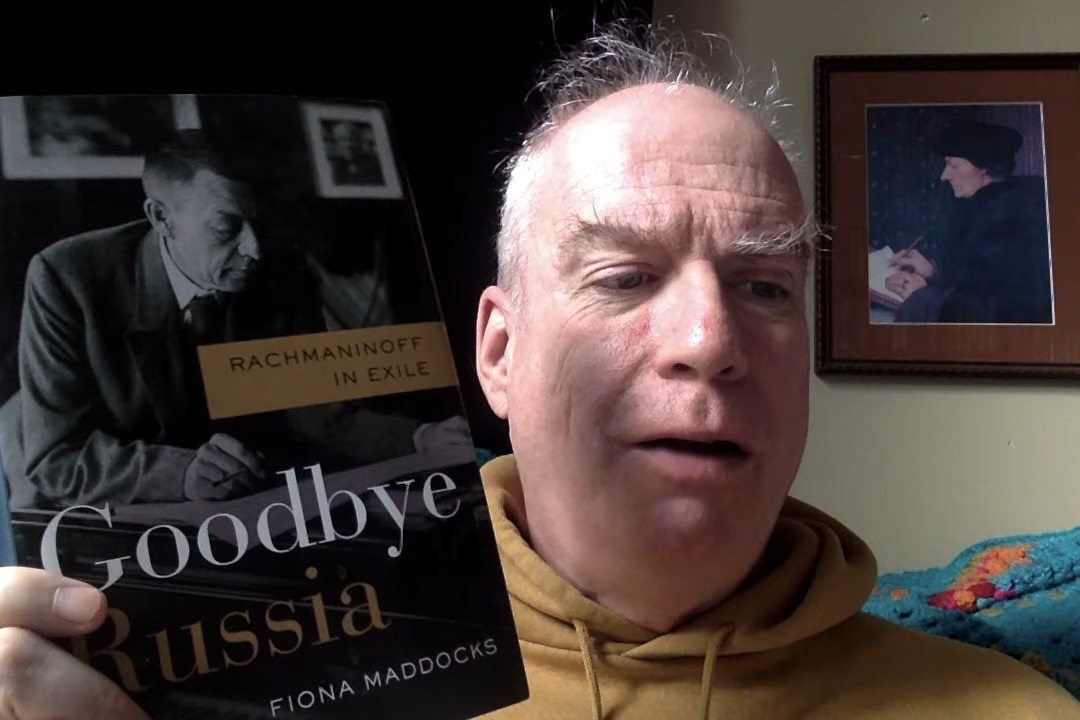 RACHMANINOFF
IN EXILE
Goodbye
Russia
FIONA MADDOCKS